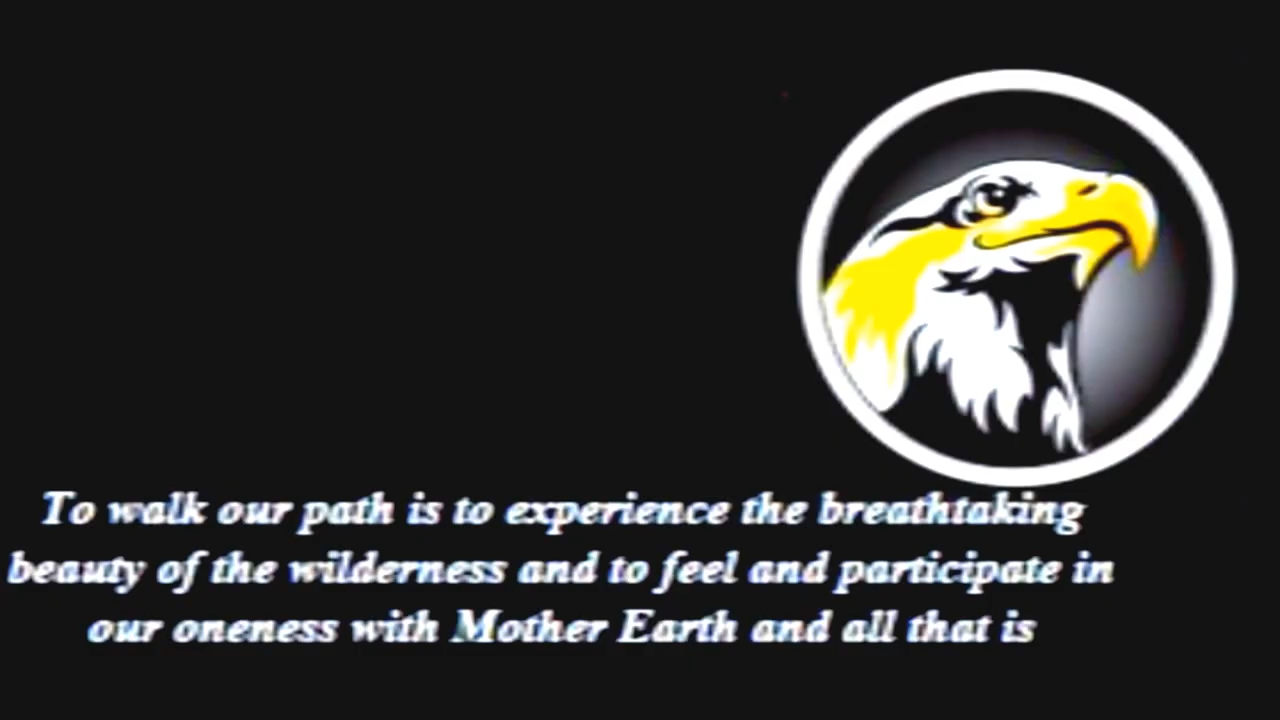 To walk our path is to experience the breathtaking
beauty of the wilderness and to feel and participate in
our oneness with Mother Earth and all that is